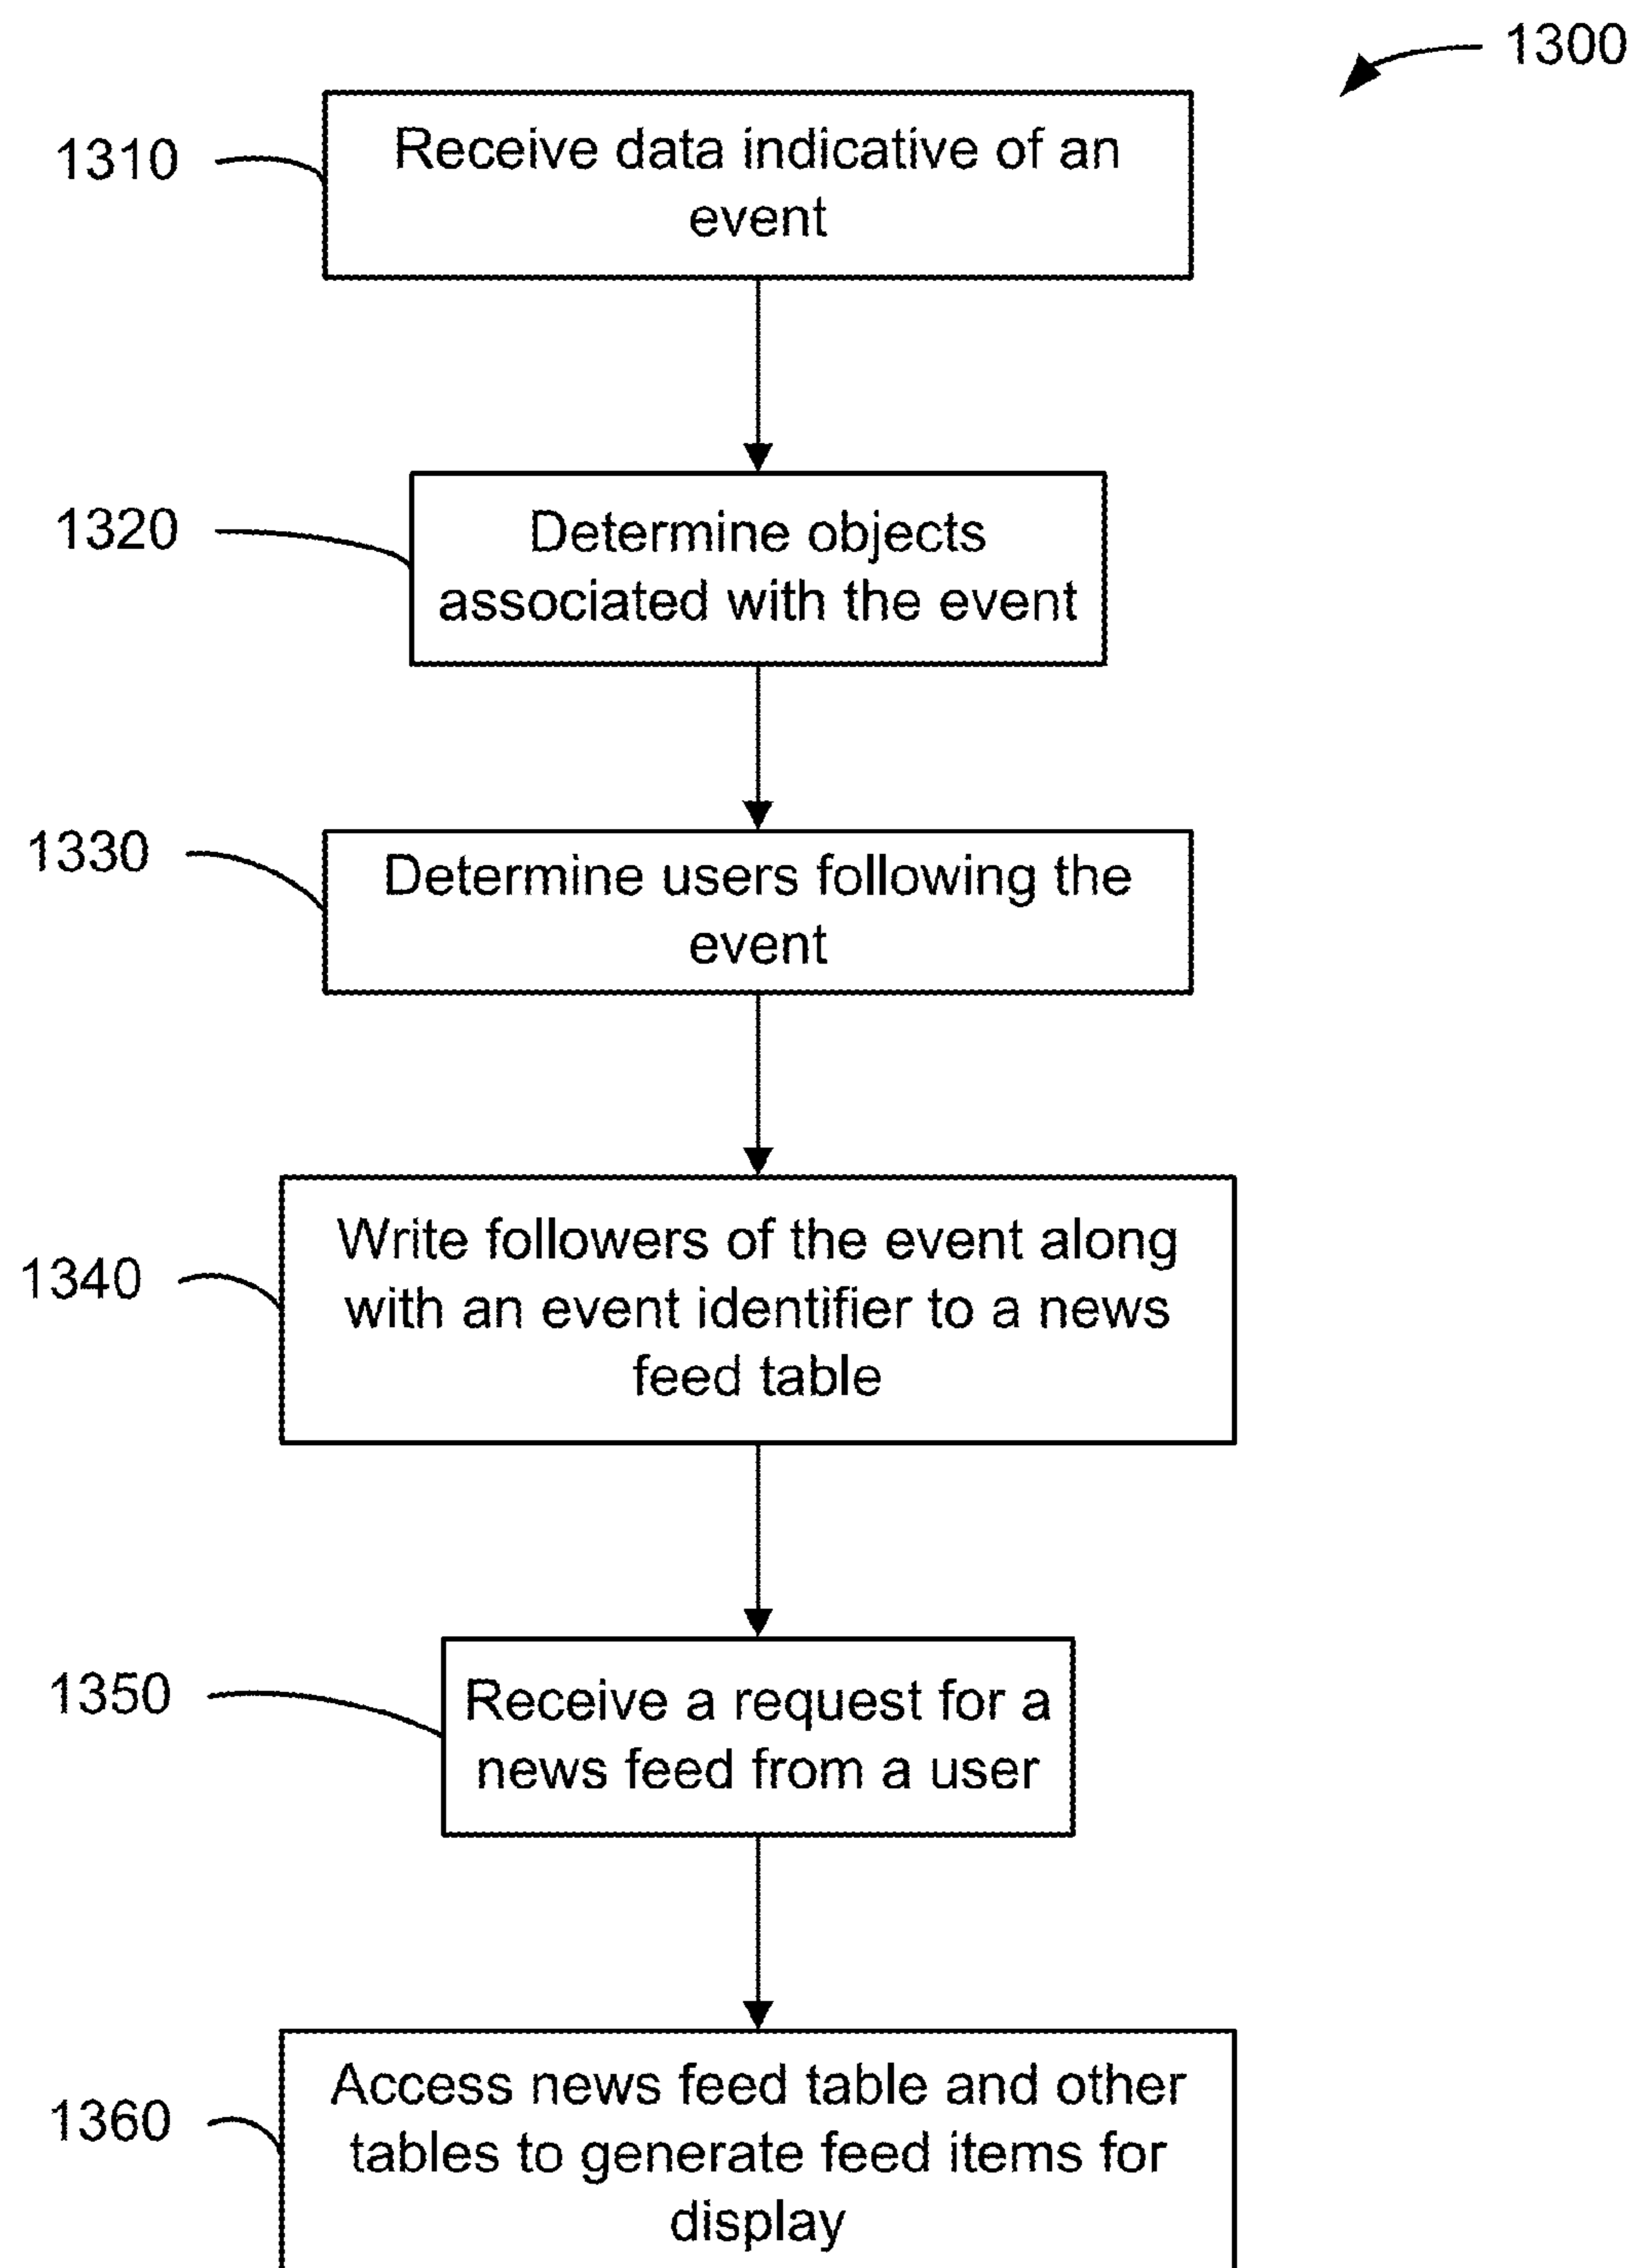 1300
1310
Receive data indicative of an
event
1320
Determine objects
associated with the event
1330
Determine users following the
event
1340
Write followers of the event along
with an event identifier to a news
feed table
1350
Receive a request for a
news feed from a user
1360
Access news feed table and other
tables to generate feed items for
display